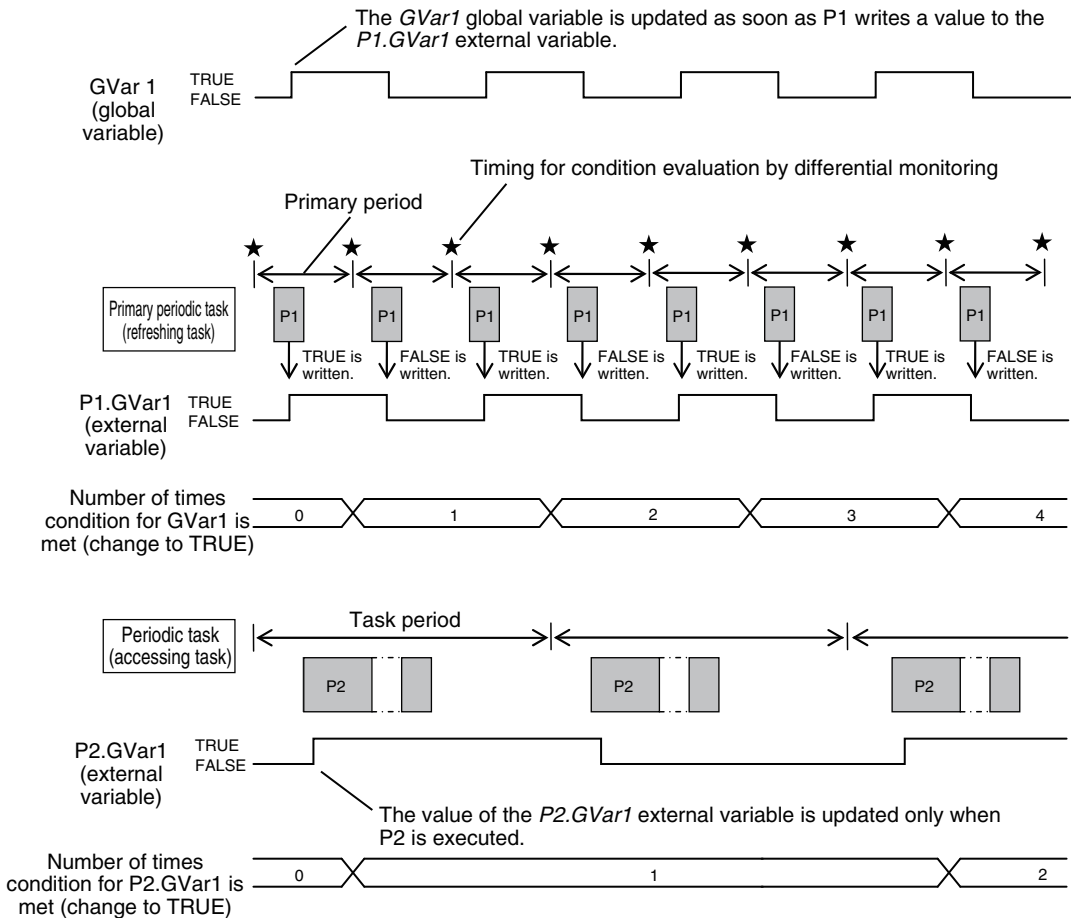 The GVar1 global variable is updated as soon as P1 writes a value to the
P1.GVar1 external variable.
GVar 1
(global
variable)
TRUE
FALSE
Timing for condition evaluation by differential monitoring
Primary period
★ ★ ★ ★ ★ ★ ★ ★ ★
Primary periodic task
(refreshing task)
P1 P1 P1 P1 P1 P1 P1 P1
TRUE is written. FALSE is written. TRUE is written. FALSE is written. TRUE is written. FALSE is written. TRUE is written. FALSE is written.
P1.GVar1
(external
variable)
TRUE
FALSE
Number of times
condition for GVar1 is
met (change to TRUE)
0 1 2 3 4
Periodic task
(accessing task)
Task period
P2 P2 P2
P2.GVar1
(external
variable)
TRUE
FALSE
The value of the P2.GVar1 external variable is updated only when
P2 is executed.
Number of times
condition for P2.GVar1 is
met (change to TRUE)
0 1 2